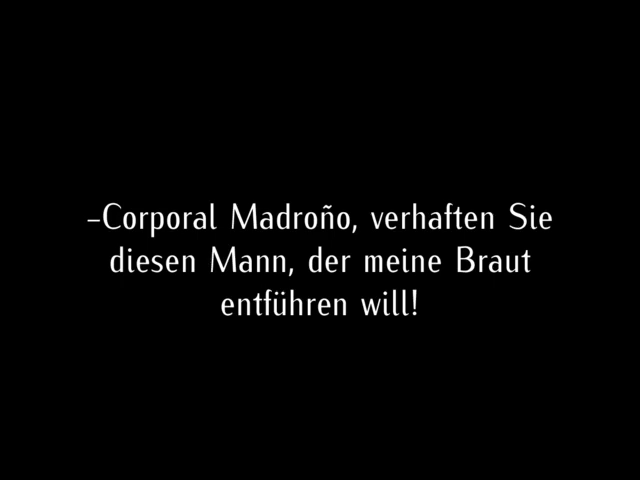 –Corporal Madroño, verhaften Sie
diesen Mann, der meine Braut
entführen will!